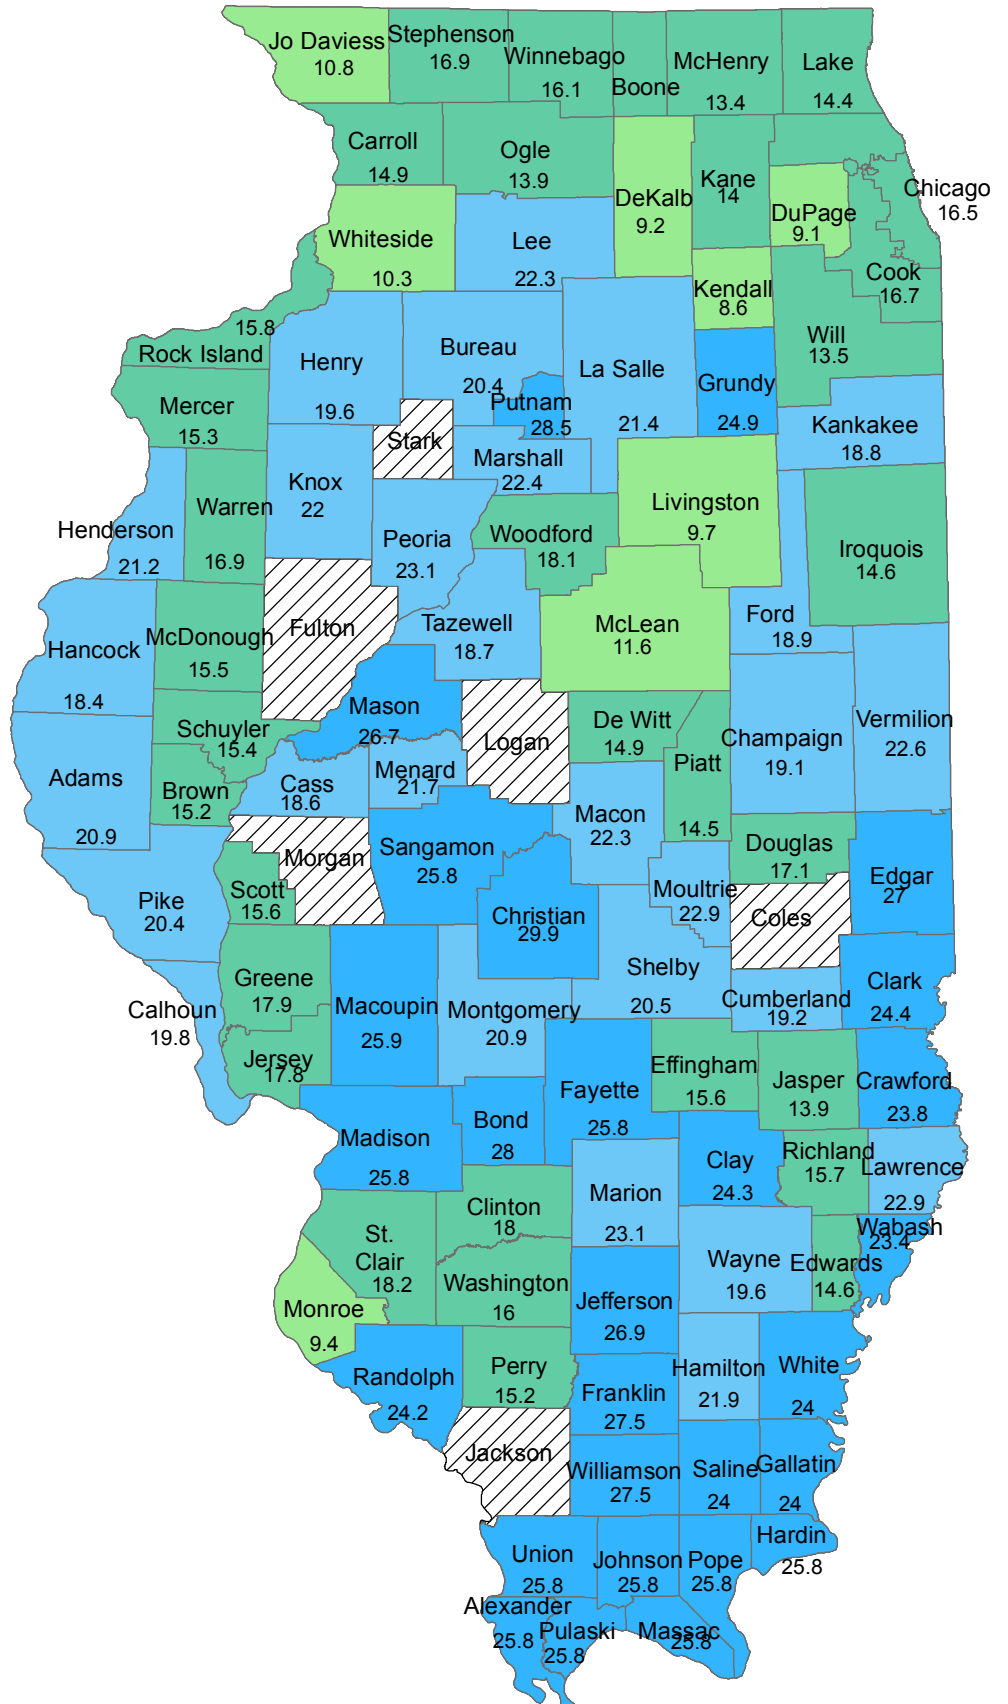 Jo Daviess
10.8
Stephenson
16.9
Winnebago
16.1
Boone
McHenry
13.4
Lake
14.4
Carroll
14.9
Ogle
13.9
DeKalb
9.2
Kane
14
DuPage
9.1
Chicago
16.5
Whiteside
10.3
Lee
22.3
Kendall
8.6
Cook
16.7
Will
13.5
15.8
Rock Island
Henry
19.6
Bureau
20.4
Putnam
28.5
La Salle
21.4
Grundy
24.9
Kankakee
18.8
Mercer
15.3
Stark
Marshall
22.4
Knox
22
Warren
16.9
Henderson
21.2
Peoria
23.1
Woodford
18.1
Livingston
9.7
Iroquois
14.6
Hancock
18.4
McDonough
15.5
Fulton
Tazewell
18.7
McLean
11.6
Ford
18.9
Mason
26.7
Schuyler
15.4
Logan
De Witt
14.9
Piatt
14.5
Champaign
19.1
Vermilion
22.6
Adams
20.9
Brown
15.2
Cass
18.6
Menard
21.7
Macon
22.3
Sangamon
25.8
Morgan
Scott
15.6
Douglas
17.1
Edgar
27
Pike
20.4
Christian
29.9
Moultrie
22.9
Coles
Shelby
20.5
Greene
17.9
Calhoun
19.8
Macoupin
25.9
Montgomery
20.9
Cumberland
19.2
Clark
24.4
Jersey
17.8
Fayette
25.8
Effingham
15.6
Jasper
13.9
Crawford
23.8
Madison
25.8
Bond
28
Clay
24.3
Richland
15.7
Lawrence
22.9
Marion
23.1
Clinton
18
St.
Clair
18.2
Wabash
23.4
Wayne
19.6
Edwards
14.6
Washington
16
Monroe
9.4
Jefferson
26.9
Randolph
24.2
Perry
15.2
Franklin
27.5
Hamilton
21.9
White
24
Jackson
Williamson
27.5
Saline
24
Gallatin
24
Hardin
25.8
Union
25.8
Johnson
25.8
Pope
25.8
Alexander
25.8
Pulaski
25.8
Massac
25.8